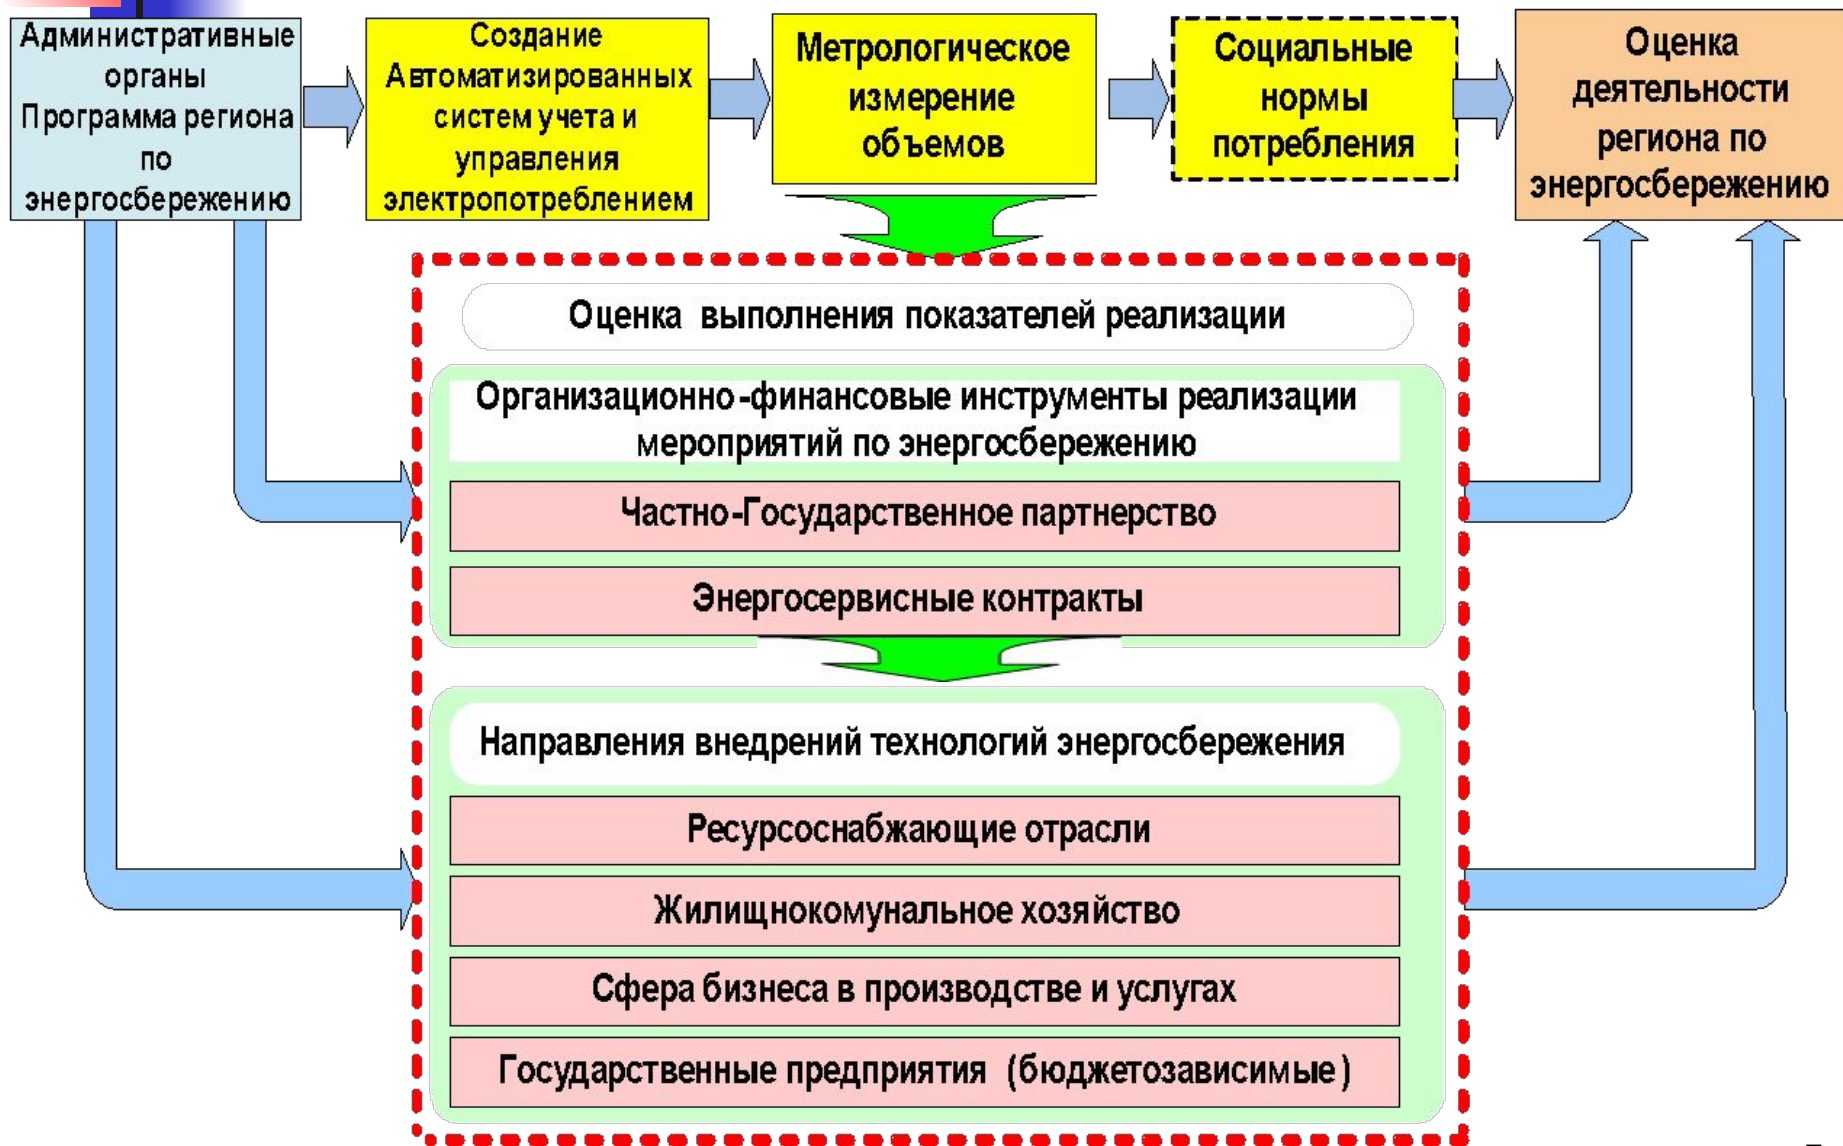 Административные
органы
Программа региона
по
энергосбережению
Создание
Автоматизированных
систем учета и
управления
электропотреблением
Метрологическое
измерение
объемов
Социальные
нормы
потребления
Оценка
деятельности
региона по
энергосбережению
Оценка выполнения показателей реализации
Организационно-финансовые инструменты реализации
мероприятий по энергосбережению
Частно-Государственное партнерство
Энергосервисные контракты
Направления внедрений технологий энергосбережения
Ресурсоснабжающие отрасли
Жилищнокомунальное хозяйство
Сфера бизнеса в производстве и услугах
Государственные предприятия (бюджетозависимые)